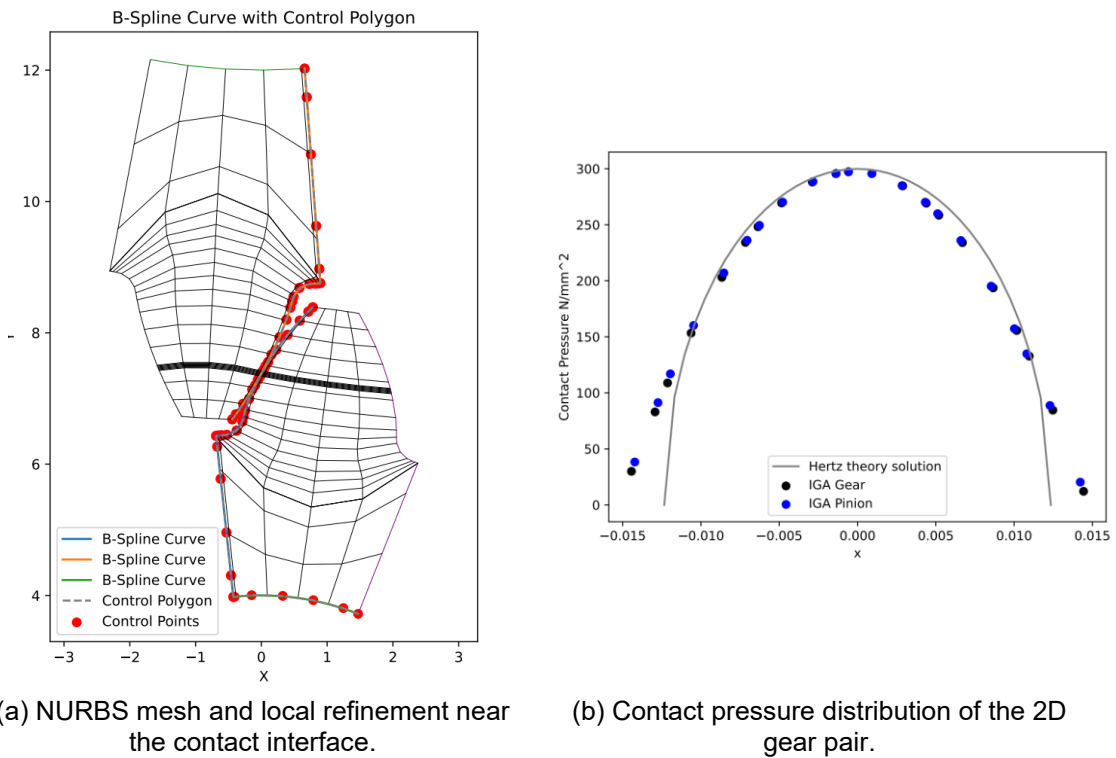 B-Spline Curve with Control Polygon
12
10
8
6
4
B-Spline Curve
B-Spline Curve
B-Spline Curve
Control Polygon
Control Points
−3 −2 −1 0 1 2 3
X
300
250
200
150
100
50
0
Contact Pressure N/mm^2
Hertz theory solution
IGA Gear
IGA Pinion
−0.015 −0.010 −0.005 0.000 0.005 0.010 0.015
x
(a) NURBS mesh and local refinement near
the contact interface.
(b) Contact pressure distribution of the 2D
gear pair.